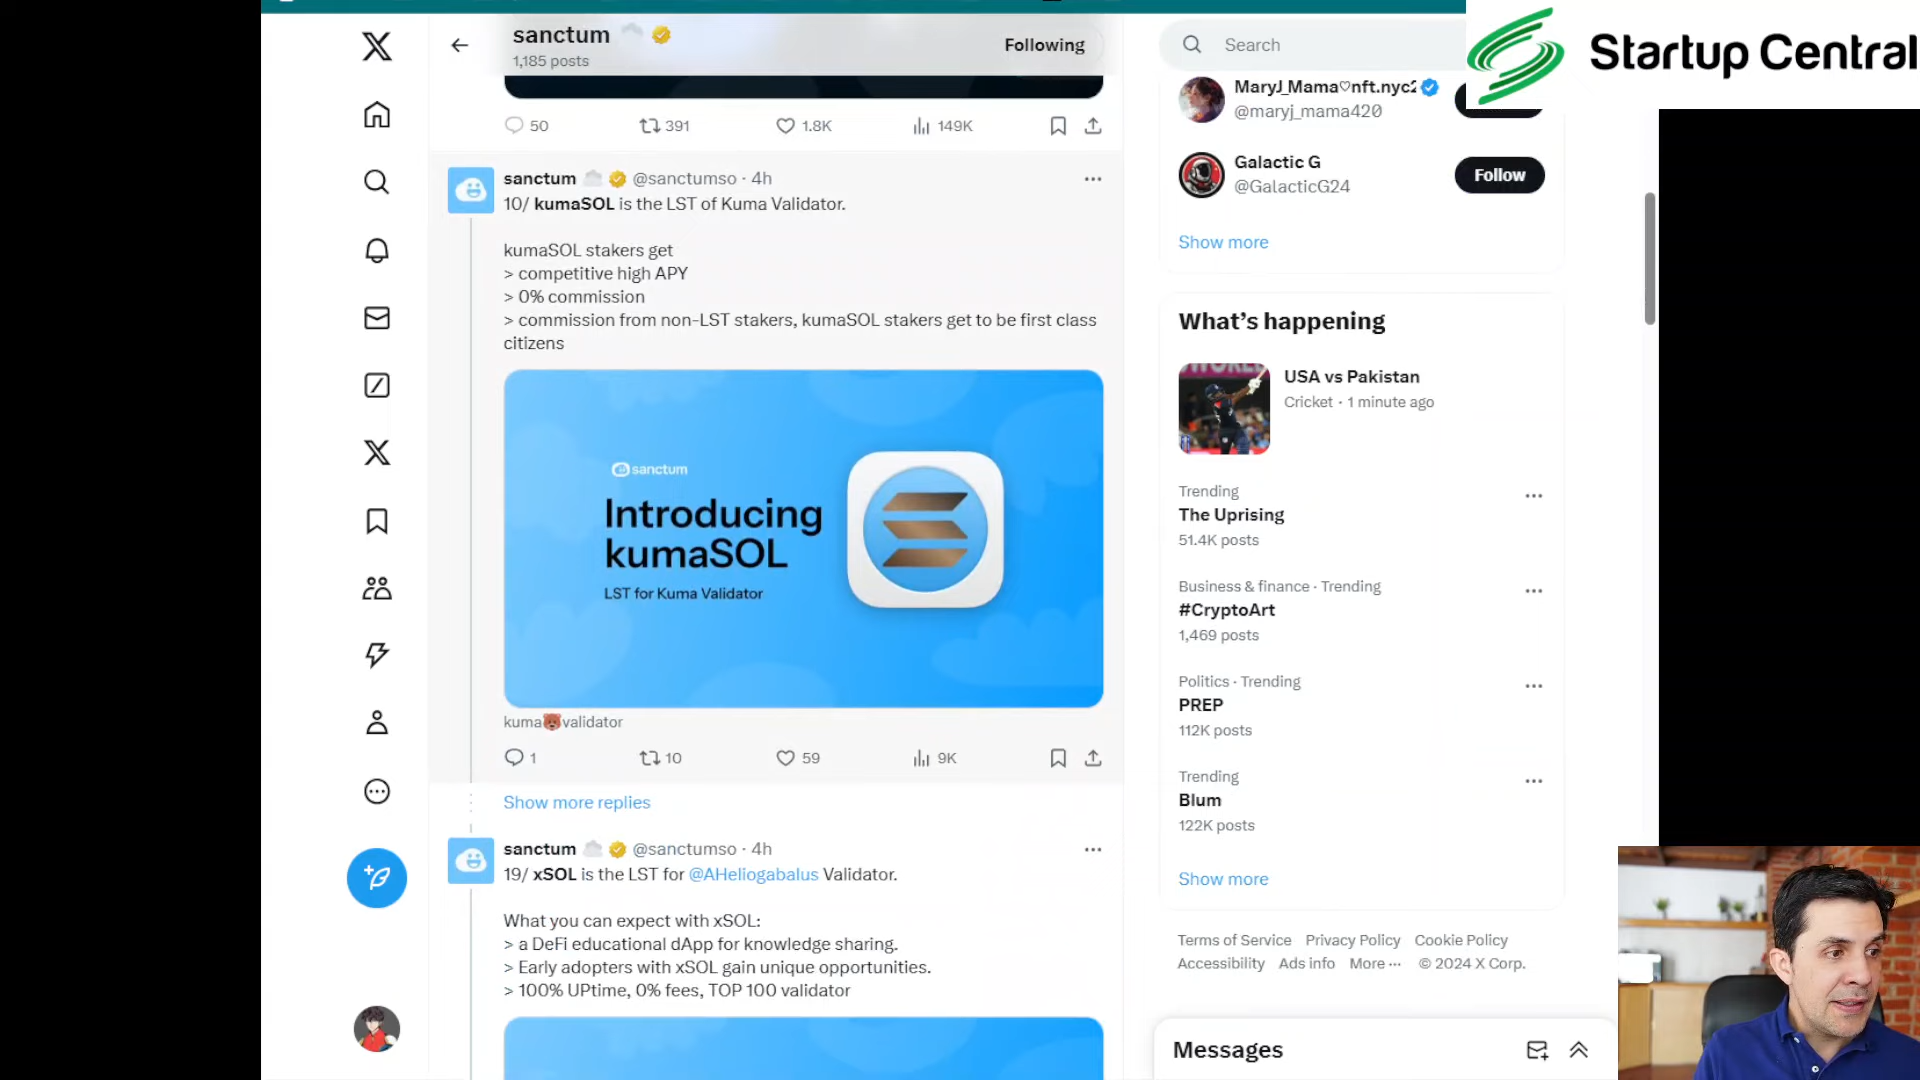 sanctum
1,185 posts
Following
Search
Startup Central
MaryJ_Mama♡nft.nyc2
@maryj_mama420
50
391
1.8K
149K
Galactic G
@GalacticG24
Follow
Show more
sanctum @sanctumso · 4h
10/ kumaSOL is the LST of Kuma Validator.
kumaSOL stakers get
> competitive high APY
> 0% commission
> commission from non-LST stakers, kumaSOL stakers get to be first class
citizens
sanctum
Introducing
kumaSOL
LST for Kuma Validator
kuma🐻validator
1
10
59
9K
Show more replies
sanctum @sanctumso · 4h
19/ xSOL is the LST for @AHeliogabalus Validator.
What you can expect with xSOL:
> a DeFi educational dApp for knowledge sharing.
> Early adopters with xSOL gain unique opportunities.
> 100% UPtime, 0% fees, TOP 100 validator
What's happening
USA vs Pakistan
Cricket · 1 minute ago
Trending
The Uprising
51.4K posts
Business & finance · Trending
#CryptoArt
1,469 posts
Politics · Trending
PREP
112K posts
Trending
Blum
122K posts
Show more
Terms of Service Privacy Policy Cookie Policy
Accessibility Ads info More ··· © 2024 X Corp.
Messages